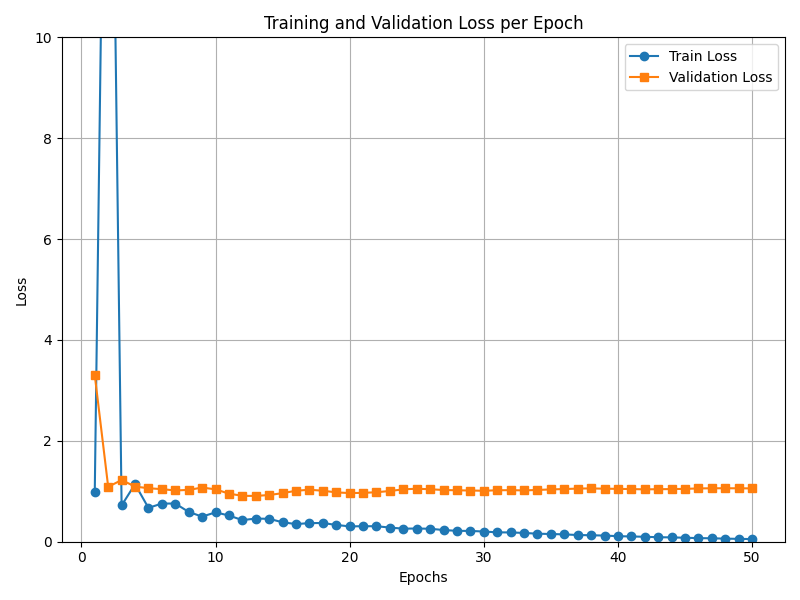 Training and Validation Loss per Epoch
Train Loss
Validation Loss
10
8
6
4
2
0
Loss
0 10 20 30 40 50
Epochs